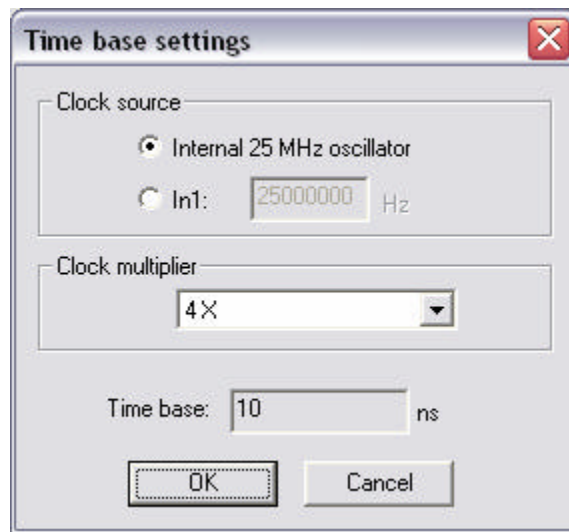 Time base settings
Clock source
Internal 25 MHz oscillator
In1: 25000000 Hz
Clock multiplier
4X
Time base: 10 ns
OK Cancel